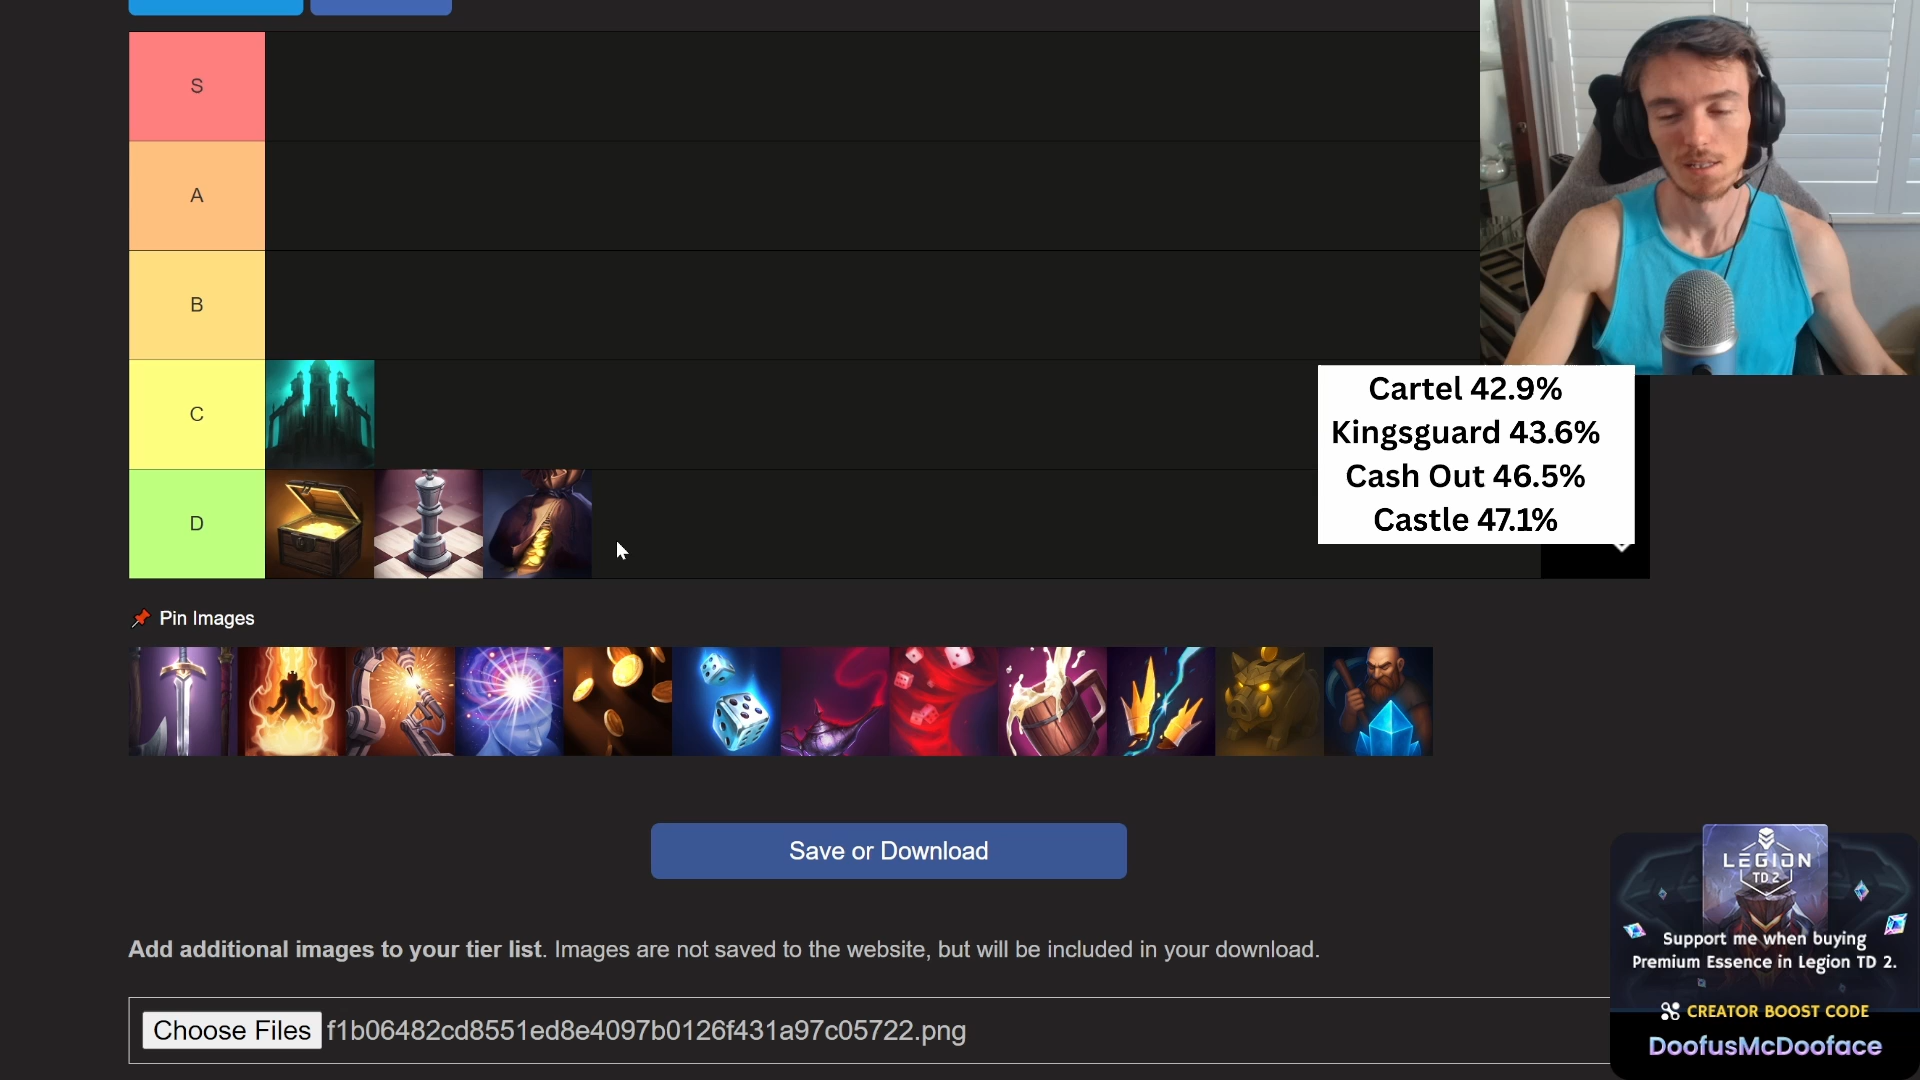 S
A
B
C
D
Cartel 42.9%
Kingsguard 43.6%
Cash Out 46.5%
Castle 47.1%
Pin Images
Save or Download
Add additional images to your tier list. Images are not saved to the website, but will be included in your download.
Choose Files f1b06482cd8551ed8e4097b0126f431a97c05722.png
LEGION
TD 2
Support me when buying
Premium Essence in Legion TD 2.
CREATOR BOOST CODE
DoofusMcDooface